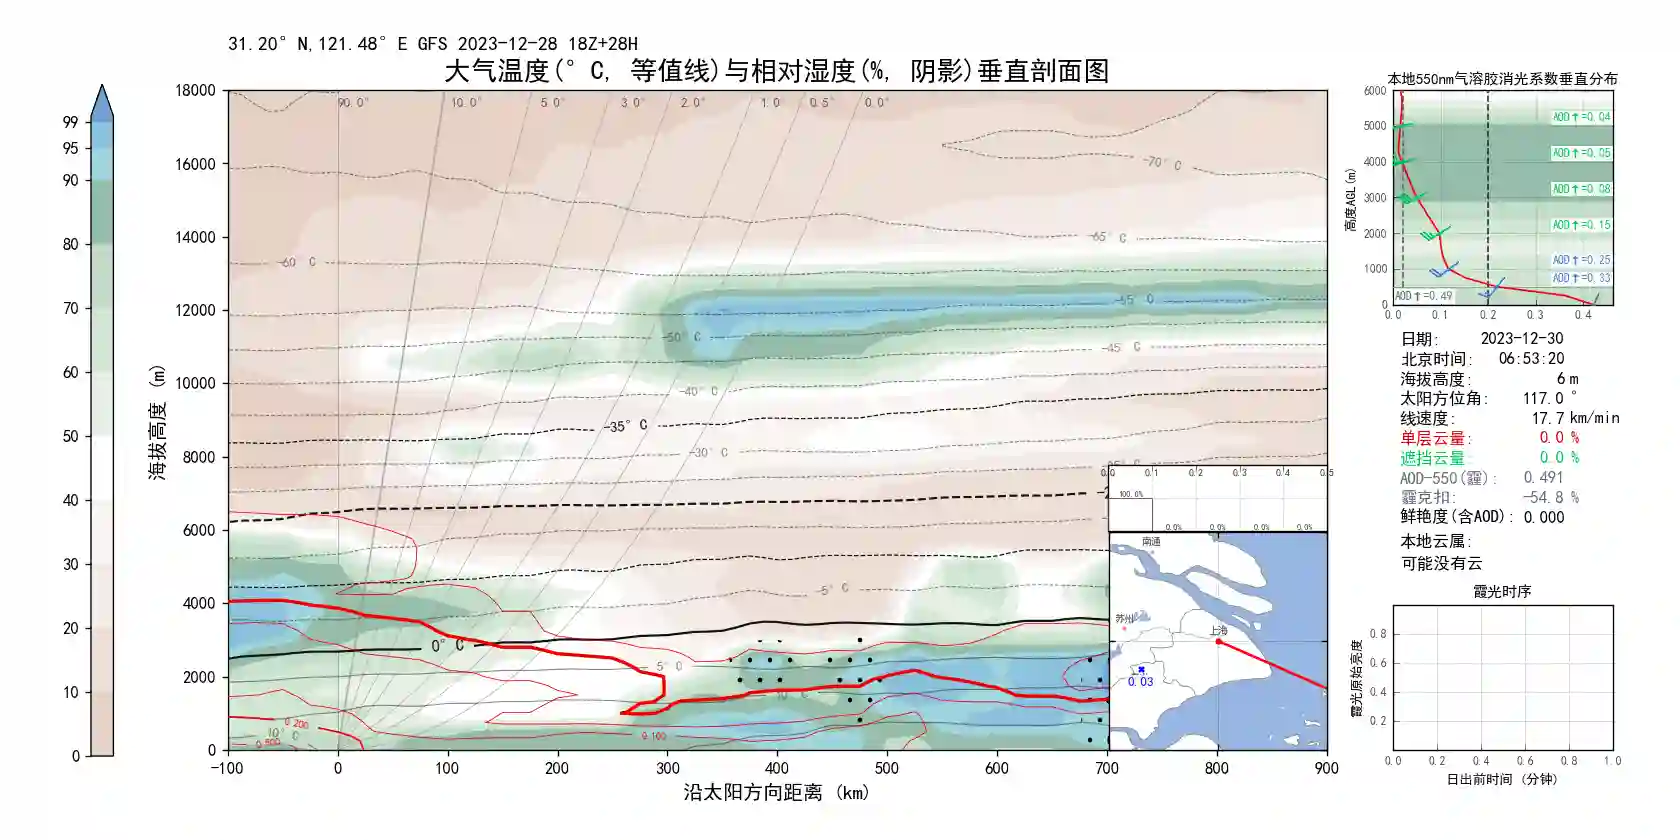 31.20°N,121.48°E GFS 2023-12-28 18Z+28H
大气温度(°C, 等值线)与相对湿度(%, 阴影)垂直剖面图
99
95
90
80
70
60
50
40
30
20
10
0
海拔高度 (m)
18000
16000
14000
12000
10000
8000
6000
4000
2000
0
90.0° 10.0° 5.0° 3.0° 2.0° 1.0° 0.5° 0.0°
-70°C
-65°C
-60°C
-55°C
-50°C
-45°C
-40°C
-35°C
-30°C
-5°C
0°C
5°C
10°C
0.200
0.500
0.100
-100 0 100 200 300 400 500 600 700 800 900
沿太阳方向距离 (km)
0.0 0.1 0.2 0.3 0.4 0.5
100.0%
0.0% 0.0% 0.0% 0.0%
南通
苏州
上海
0.03
本地550nm气溶胶消光系数垂直分布
高度AGL(m)
6000
5000
4000
3000
2000
1000
0
AOD↑=0.04
AOD↑=0.05
AOD↑=0.08
AOD↑=0.15
AOD↑=0.25
AOD↑=0.33
AOD↑=0.49
0.0 0.1 0.2 0.3 0.4
日期: 2023-12-30
北京时间: 06:53:20
海拔高度: 6 m
太阳方位角: 117.0 °
线速度: 17.7 km/min
单层云量: 0.0 %
遮挡云量: 0.0 %
AOD-550(霾): 0.491
霾克扣: -54.8 %
鲜艳度(含AOD): 0.000
本地云属:
可能没有云
霞光时序
霞光原始亮度
0.8
0.6
0.4
0.2
0.0 0.2 0.4 0.6 0.8 1.0
日出前时间 (分钟)